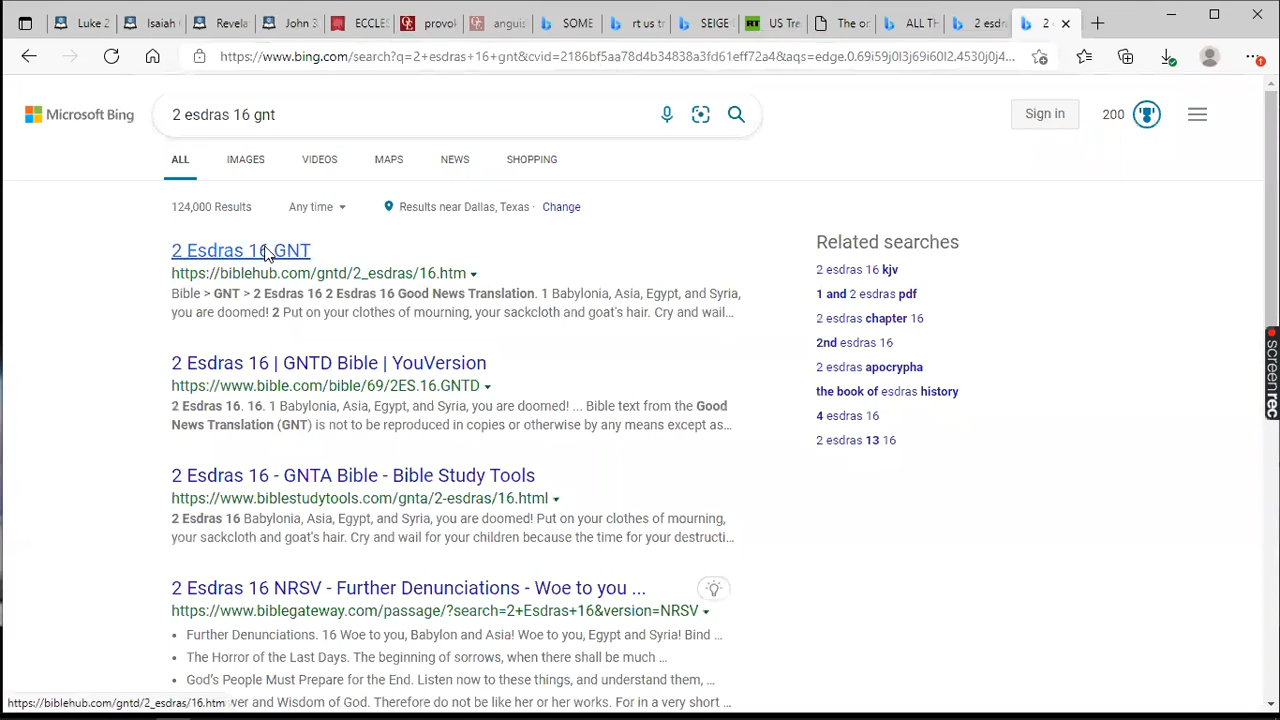 Luke 2
Isaiah
Revela
John 3
ECCLES
provok
anguis
SOME
rt us tr
SEIGE
US Tra
The or
ALL TH
2 esdr
2
https://www.bing.com/search?q=2+esdras+16+gnt&cvid=2186bf5aa78d4b34838a3fd61eff72a4&aqs=edge.0.69i59j0l3j69i60l2.4530j0j4...
Microsoft Bing
2 esdras 16 gnt
Sign in
200
ALL
IMAGES
VIDEOS
MAPS
NEWS
SHOPPING
124,000 Results
Any time
Results near Dallas, Texas
Change
2 Esdras 16 GNT
https://biblehub.com/gntd/2_esdras/16.htm
Bible > GNT > 2 Esdras 16 2 Esdras 16 Good News Translation. 1 Babylonia, Asia, Egypt, and Syria,
you are doomed! 2 Put on your clothes of mourning, your sackcloth and goat's hair. Cry and wail…
2 Esdras 16 | GNTD Bible | YouVersion
https://www.bible.com/bible/69/2ES.16.GNTD
2 Esdras 16. 16. 1 Babylonia, Asia, Egypt, and Syria, you are doomed! ... Bible text from the Good
News Translation (GNT) is not to be reproduced in copies or otherwise by any means except as…
2 Esdras 16 - GNTA Bible - Bible Study Tools
https://www.biblestudytools.com/gnta/2-esdras/16.html
2 Esdras 16 Babylonia, Asia, Egypt, and Syria, you are doomed! Put on your clothes of mourning,
your sackcloth and goat's hair. Cry and wail for your children because the time for your destructi…
2 Esdras 16 NRSV - Further Denunciations - Woe to you ...
https://www.biblegateway.com/passage/?search=2+Esdras+16&version=NRSV
Further Denunciations. 16 Woe to you, Babylon and Asia! Woe to you, Egypt and Syria! Bind …
The Horror of the Last Days. The beginning of sorrows, when there shall be much …
God's People Must Prepare for the End. Listen now to these things, and understand them, …
wer and Wisdom of God. Therefore do not be like her or her works. For in a very short …
Related searches
2 esdras 16 kjv
1 and 2 esdras pdf
2 esdras chapter 16
2nd esdras 16
2 esdras apocrypha
the book of esdras history
4 esdras 16
2 esdras 13 16
screenrec
https://biblehub.com/gntd/2_esdras/16.htm